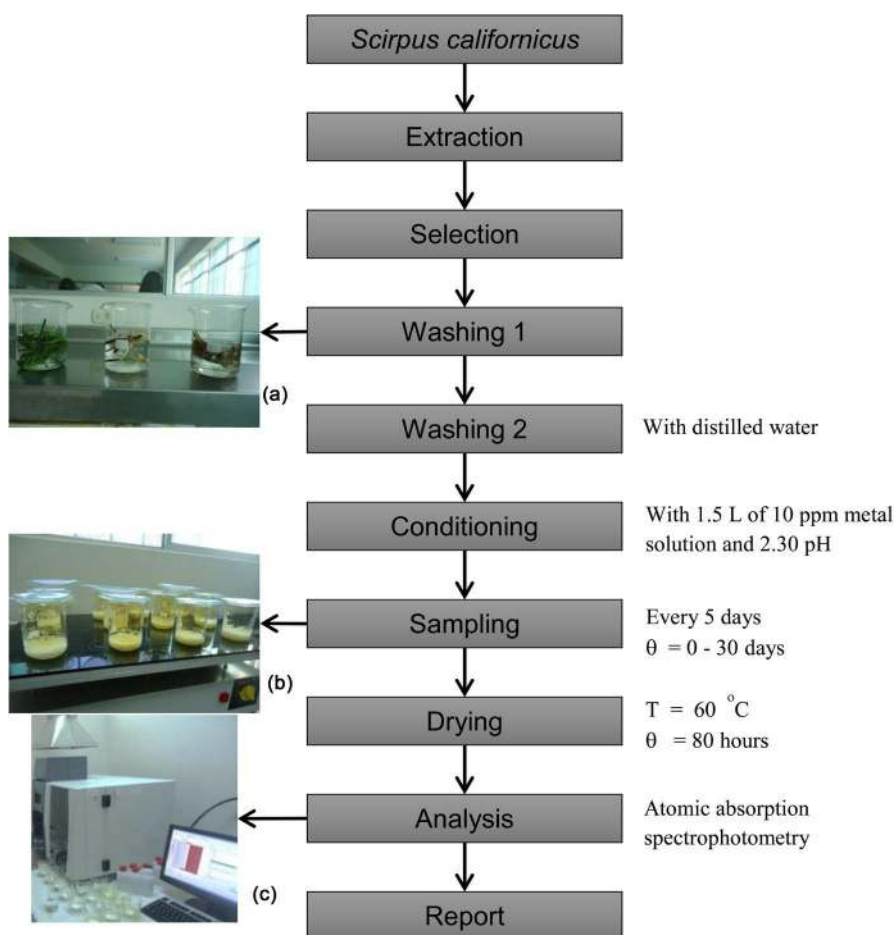 Scirpus californicus
Extraction
Selection
Washing 1
(a)
Washing 2
With distilled water
Conditioning
With 1.5 L of 10 ppm metal
solution and 2.30 pH
Sampling
Every 5 days
θ = 0 - 30 days
(b)
Drying
T = 60 °C
θ = 80 hours
Analysis
Atomic absorption
spectrophotometry
(c)
Report